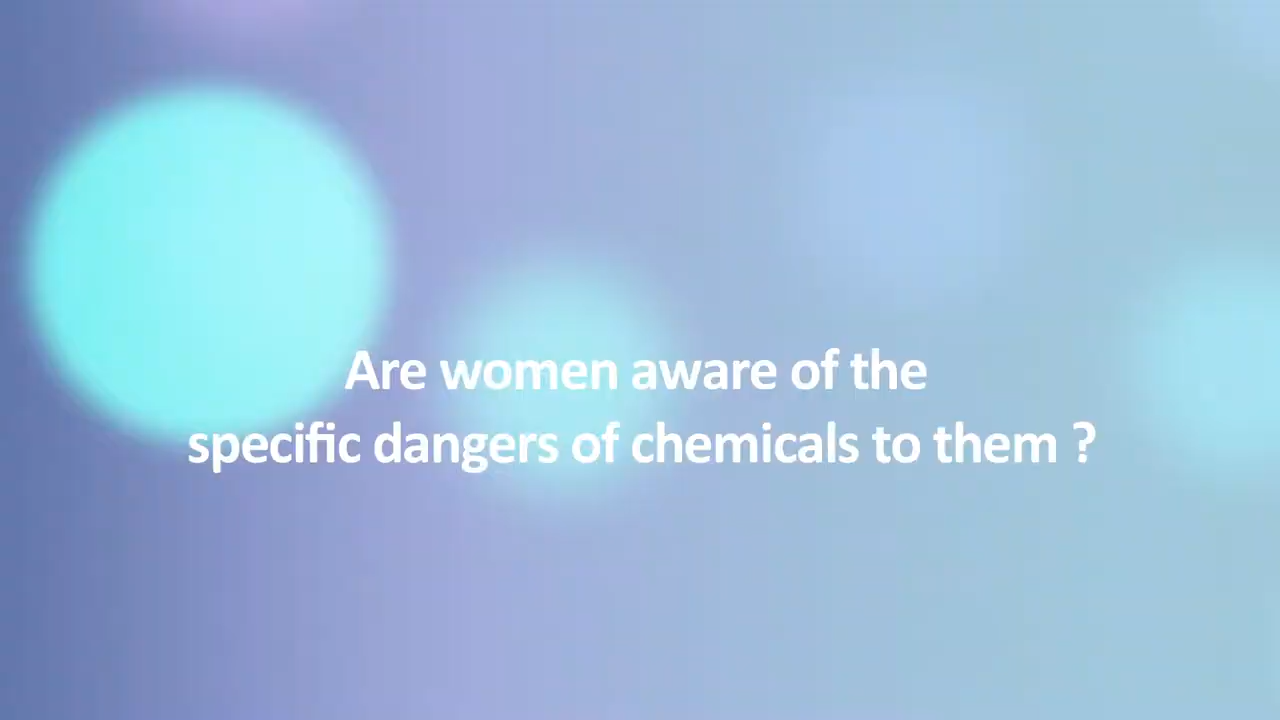 Are women aware of the
specific dangers of chemicals to them ?